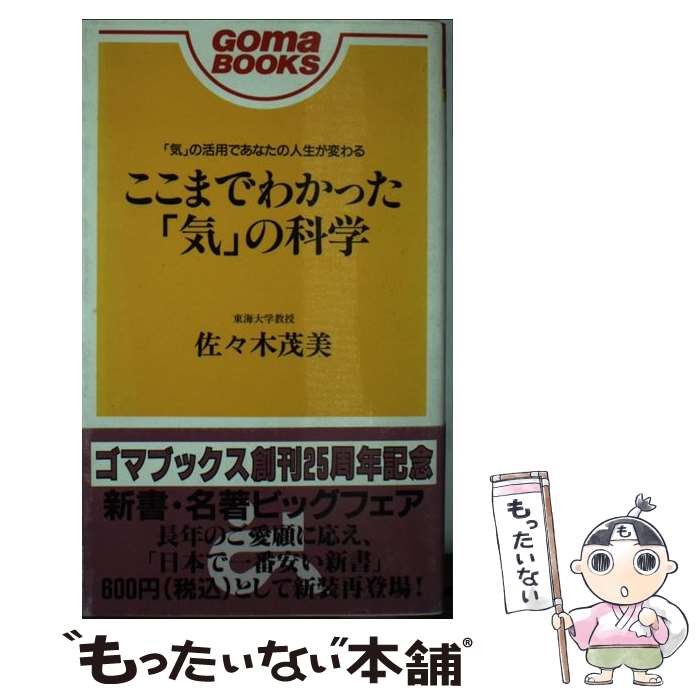 Goma
BOOKS
「気」の活用であなたの人生が変わる
ここまでわかった
「気」の科学
東海大学教授
佐々木茂美
ゴマブックス創刊25周年記念
新書・名著ビッグフェア
長年のご愛顧に応え、
「日本で一番安い新書」
600円(税込)として新装再登場!
もったいない
も
“もったいない”本舗